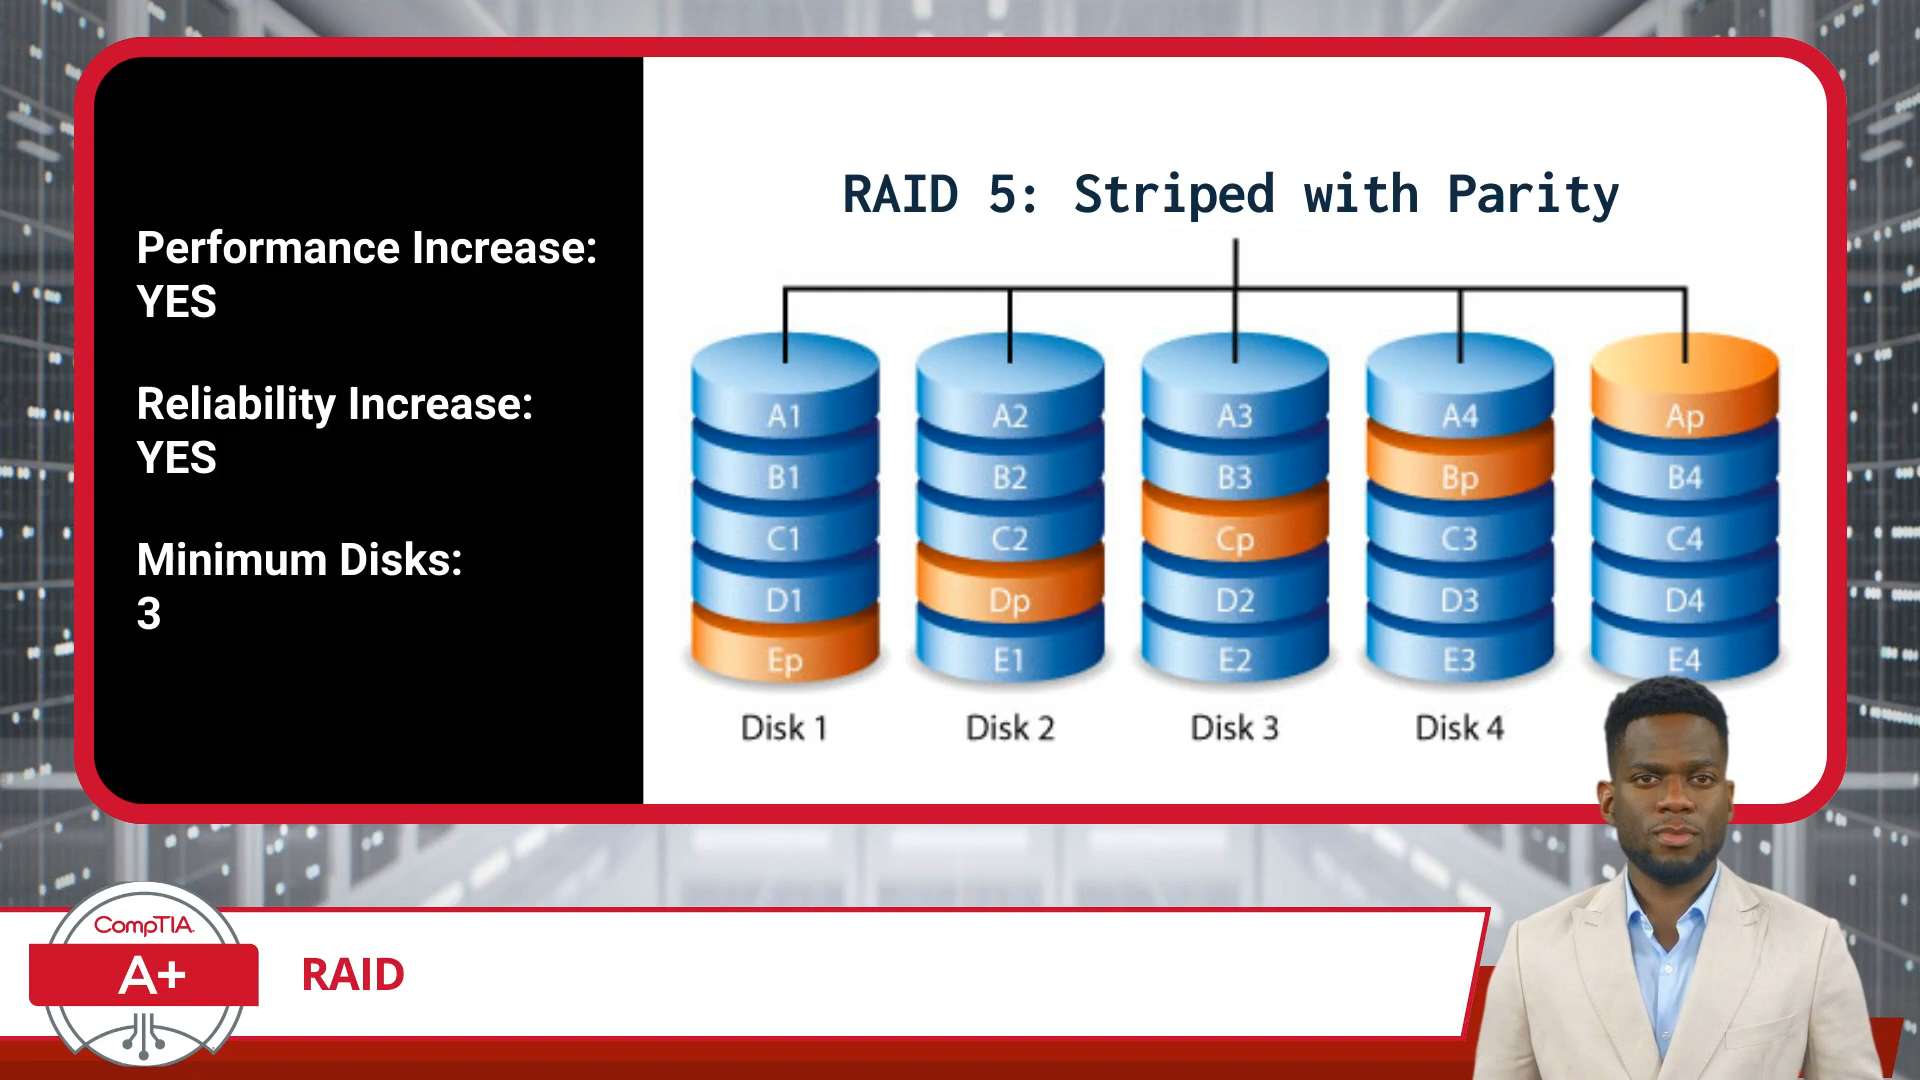 Performance Increase:
YES
Reliability Increase:
YES
Minimum Disks:
3
RAID 5: Striped with Parity
A1 A2 A3 A4 Ap
B1 B2 B3 Bp B4
C1 C2 Cp C3 C4
D1 Dp D2 D3 D4
Ep E1 E2 E3 E4
Disk 1 Disk 2 Disk 3 Disk 4
CompTIA.
A+
RAID